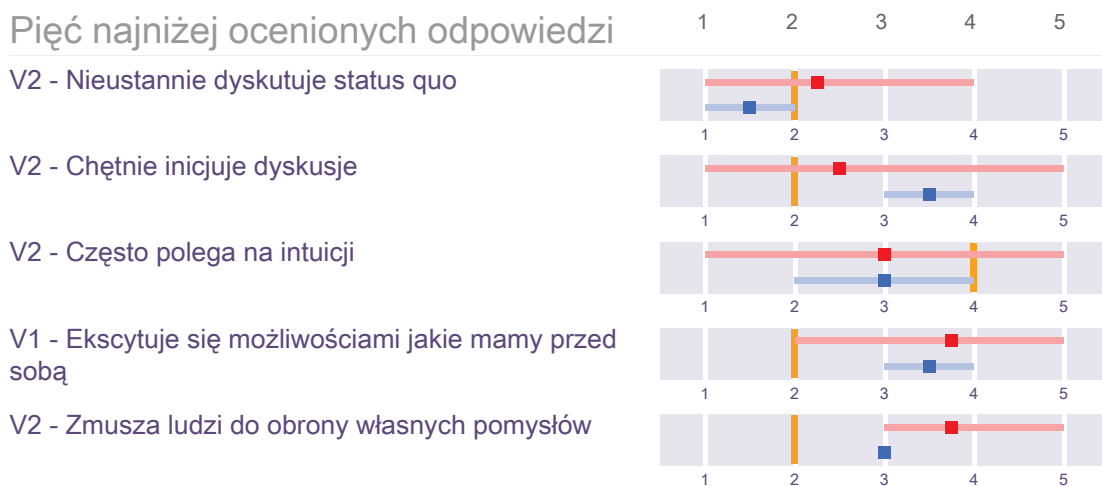 Pięć najniżej ocenionych odpowiedzi 1 2 3 4 5
V2 - Nieustannie dyskutuje status quo
1 2 3 4 5
V2 - Chętnie inicjuje dyskusje
1 2 3 4 5
V2 - Często polega na intuicji
1 2 3 4 5
V1 - Ekscytuje się możliwościami jakie mamy przed
sobą
1 2 3 4 5
V2 - Zmusza ludzi do obrony własnych pomysłów
1 2 3 4 5